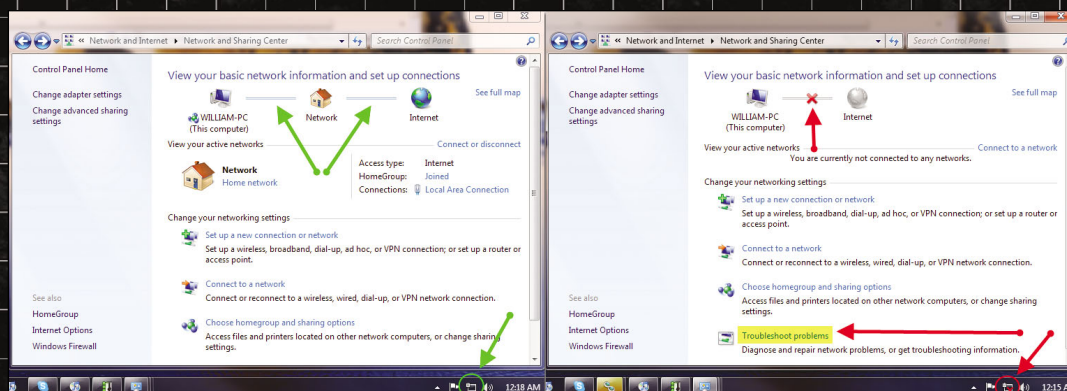 « Network and Internet ▸ Network and Sharing Center
Search Control Panel
Control Panel Home
Change adapter settings
Change advanced sharing
settings
See also
HomeGroup
Internet Options
Windows Firewall
View your basic network information and set up connections
See full map
WILLIAM-PC
(This computer)
Network
Internet
View your active networks
Connect or disconnect
Network
Home network
Access type: Internet
HomeGroup: Joined
Connections: Local Area Connection
Change your networking settings
Set up a new connection or network
Set up a wireless, broadband, dial-up, ad hoc, or VPN connection; or set up a router or
access point.
Connect to a network
Connect or reconnect to a wireless, wired, dial-up, or VPN network connection.
Choose homegroup and sharing options
Access files and printers located on other network computers, or change sharing
settings.
12:18 AM
« Network and Internet ▸ Network and Sharing Center
Search Control Panel
Control Panel Home
Change adapter settings
Change advanced sharing
settings
See also
HomeGroup
Internet Options
Windows Firewall
View your basic network information and set up connections
See full map
WILLIAM-PC
(This computer)
Internet
View your active networks
Connect to a network
You are currently not connected to any networks.
Change your networking settings
Set up a new connection or network
Set up a wireless, broadband, dial-up, ad hoc, or VPN connection; or set up a router or
access point.
Connect to a network
Connect or reconnect to a wireless, wired, dial-up, or VPN network connection.
Choose homegroup and sharing options
Access files and printers located on other network computers, or change sharing
settings.
Troubleshoot problems
Diagnose and repair network problems, or get troubleshooting information.
12:15 A